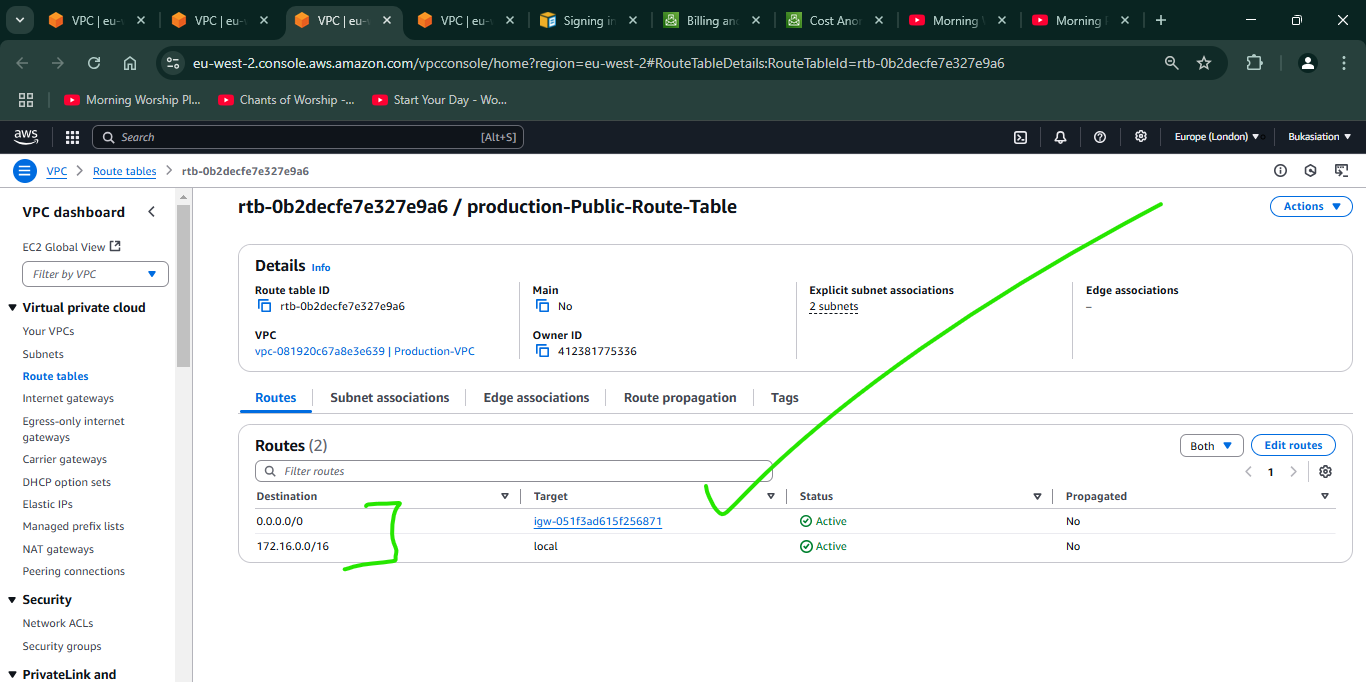 VPC | eu-v
VPC | eu-v
VPC | eu-v
VPC | eu-v
Signing in
Billing and
Cost Ano
Morning
Morning
eu-west-2.console.aws.amazon.com/vpcconsole/home?region=eu-west-2#RouteTableDetails:RouteTableId=rtb-0b2decfe7e327e9a6
Morning Worship Pl...
Chants of Worship -...
Start Your Day - Wo...
aws
Search
[Alt+S]
Europe (London)
Bukasiation
VPC
Route tables
rtb-0b2decfe7e327e9a6
VPC dashboard
EC2 Global View
Filter by VPC
Virtual private cloud
Your VPCs
Subnets
Route tables
Internet gateways
Egress-only internet
gateways
Carrier gateways
DHCP option sets
Elastic IPs
Managed prefix lists
NAT gateways
Peering connections
Security
Network ACLs
Security groups
PrivateLink and
rtb-0b2decfe7e327e9a6 / production-Public-Route-Table
Actions
Details Info
Route table ID
rtb-0b2decfe7e327e9a6
Main
No
Explicit subnet associations
2 subnets
Edge associations
–
VPC
vpc-081920c67a8e3e639 | Production-VPC
Owner ID
412381775336
Routes
Subnet associations
Edge associations
Route propagation
Tags
Routes (2)
Both
Edit routes
Filter routes
1
Destination Target Status Propagated
0.0.0.0/0 igw-051f3ad615f256871 Active No
172.16.0.0/16 local Active No